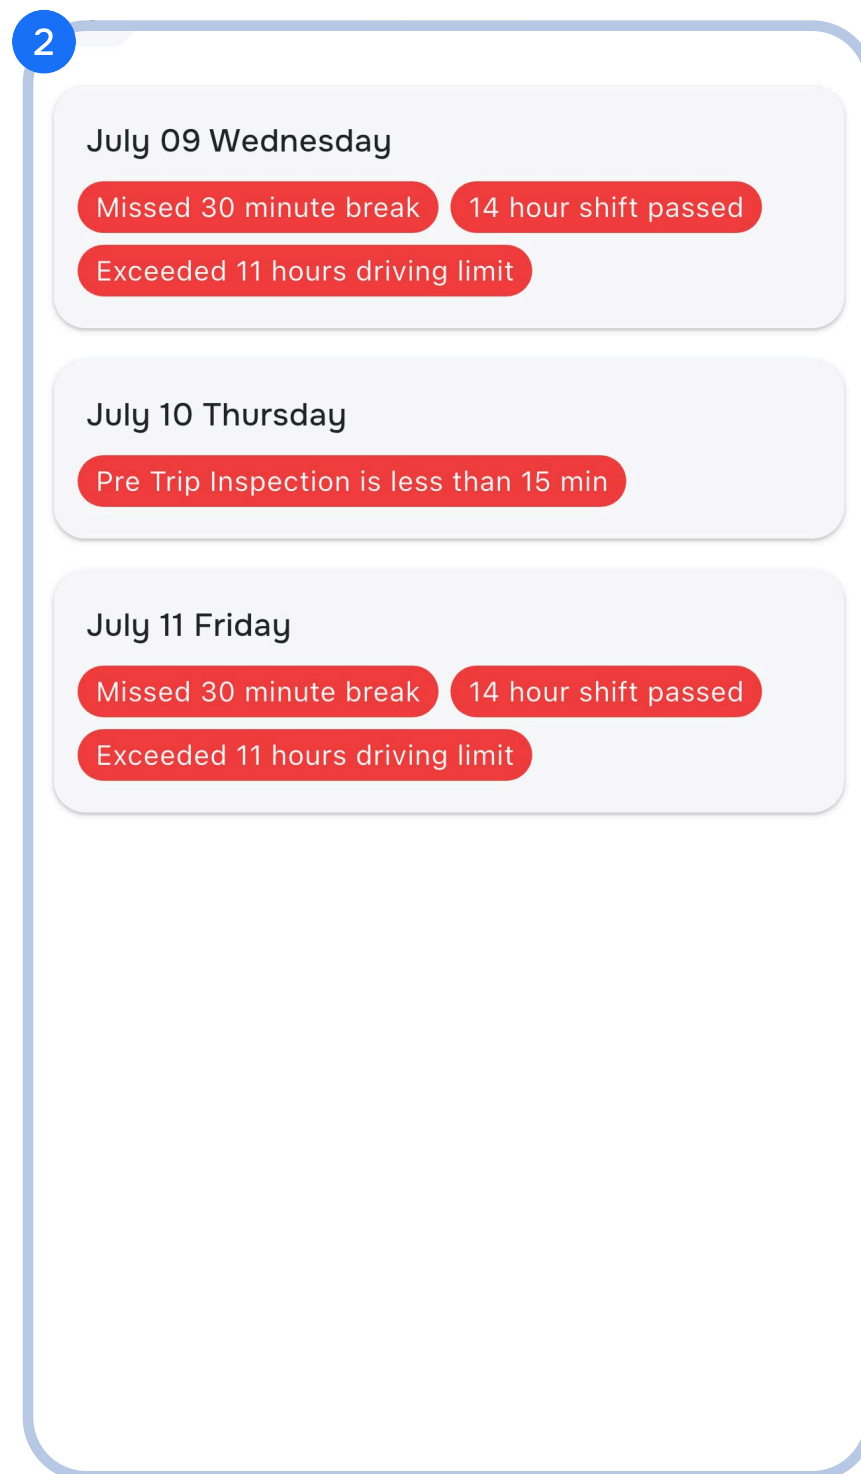 2
July 09 Wednesday
Missed 30 minute break 14 hour shift passed
Exceeded 11 hours driving limit
July 10 Thursday
Pre Trip Inspection is less than 15 min
July 11 Friday
Missed 30 minute break 14 hour shift passed
Exceeded 11 hours driving limit